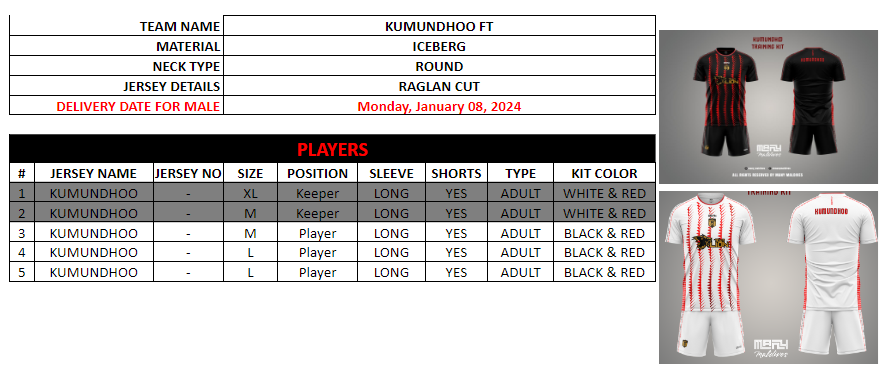 TEAM NAME KUMUNDHOO FT
MATERIAL ICEBERG
NECK TYPE ROUND
JERSEY DETAILS RAGLAN CUT
DELIVERY DATE FOR MALE Monday, January 08, 2024
PLAYERS
# JERSEY NAME JERSEY NO SIZE POSITION SLEEVE SHORTS TYPE KIT COLOR
1 KUMUNDHOO - XL Keeper LONG YES ADULT WHITE & RED
2 KUMUNDHOO - M Keeper LONG YES ADULT WHITE & RED
3 KUMUNDHOO - M Player LONG YES ADULT BLACK & RED
4 KUMUNDHOO - L Player LONG YES ADULT BLACK & RED
5 KUMUNDHOO - L Player LONG YES ADULT BLACK & RED
KUMUNDHOO
TRAINING KIT
KUMUNDHOO
Maldives
ALL RIGHTS RESERVED BY MBRY MALDIVES
TRAINING KIT
KUMUNDHOO
MBRY
Maldives